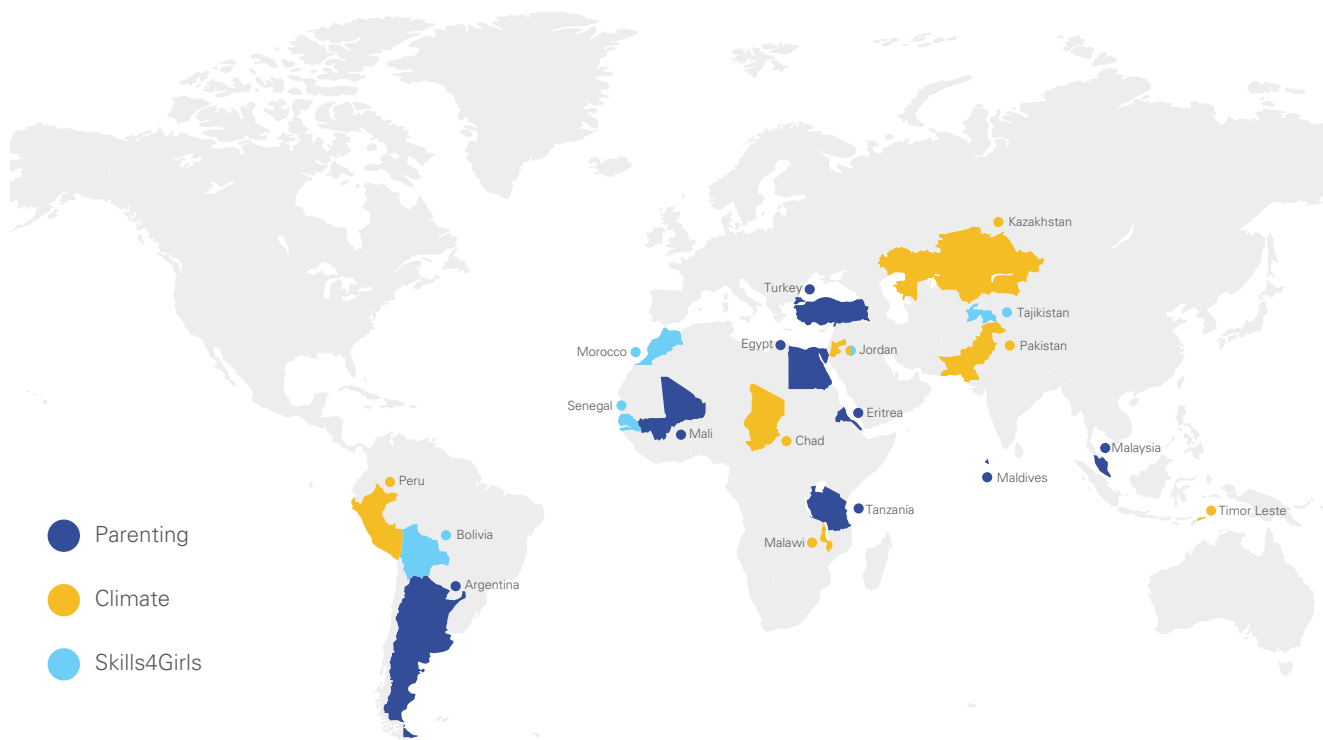 Kazakhstan
Turkey
Tajikistan
Morocco
Egypt
Jordan
Pakistan
Senegal
Eritrea
Mali
Chad
Malaysia
Maldives
Peru
Tanzania
Timor Leste
Parenting
Bolivia
Malawi
Argentina
Climate
Skills4Girls